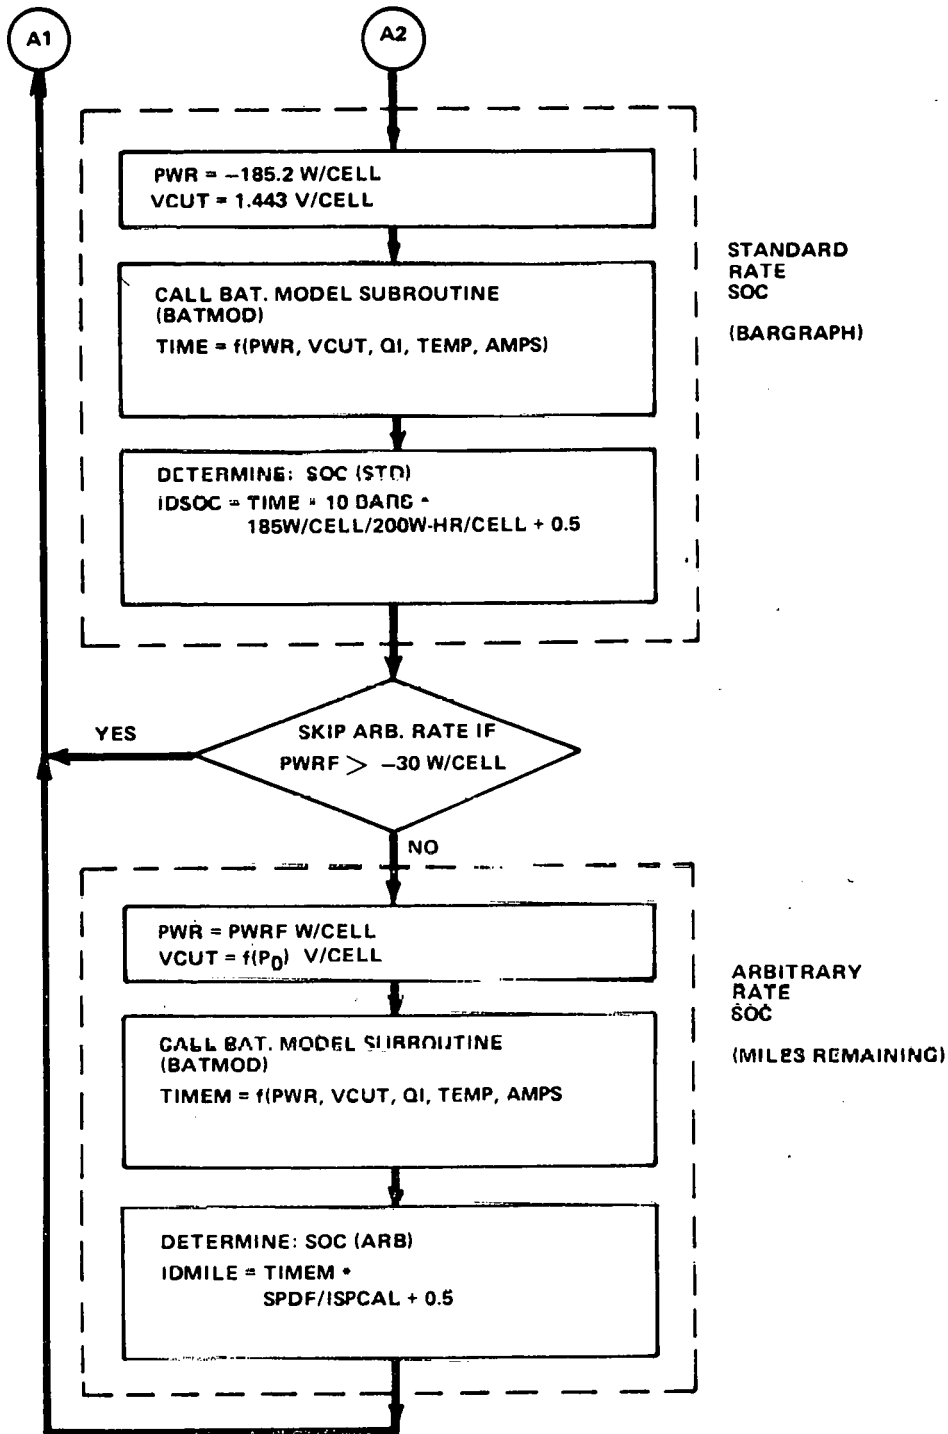 A1
A2
PWR = −185.2 W/CELL
VCUT = 1.443 V/CELL
STANDARD
RATE
SOC
(BARGRAPH)
CALL BAT. MODEL SUBROUTINE
(BATMOD)
TIME = f(PWR, VCUT, QI, TEMP, AMPS)
DETERMINE: SOC (STD)
IDSOC = TIME * 10 BARS *
185W/CELL/200W-HR/CELL + 0.5
YES
SKIP ARB. RATE IF
PWRF > −30 W/CELL
NO
PWR = PWRF W/CELL
VCUT = f(P0) V/CELL
ARBITRARY
RATE
SOC
(MILES REMAINING)
CALL BAT. MODEL SUBROUTINE
(BATMOD)
TIMEM = f(PWR, VCUT, QI, TEMP, AMPS
DETERMINE: SOC (ARB)
IDMILE = TIMEM *
SPDF/ISPCAL + 0.5